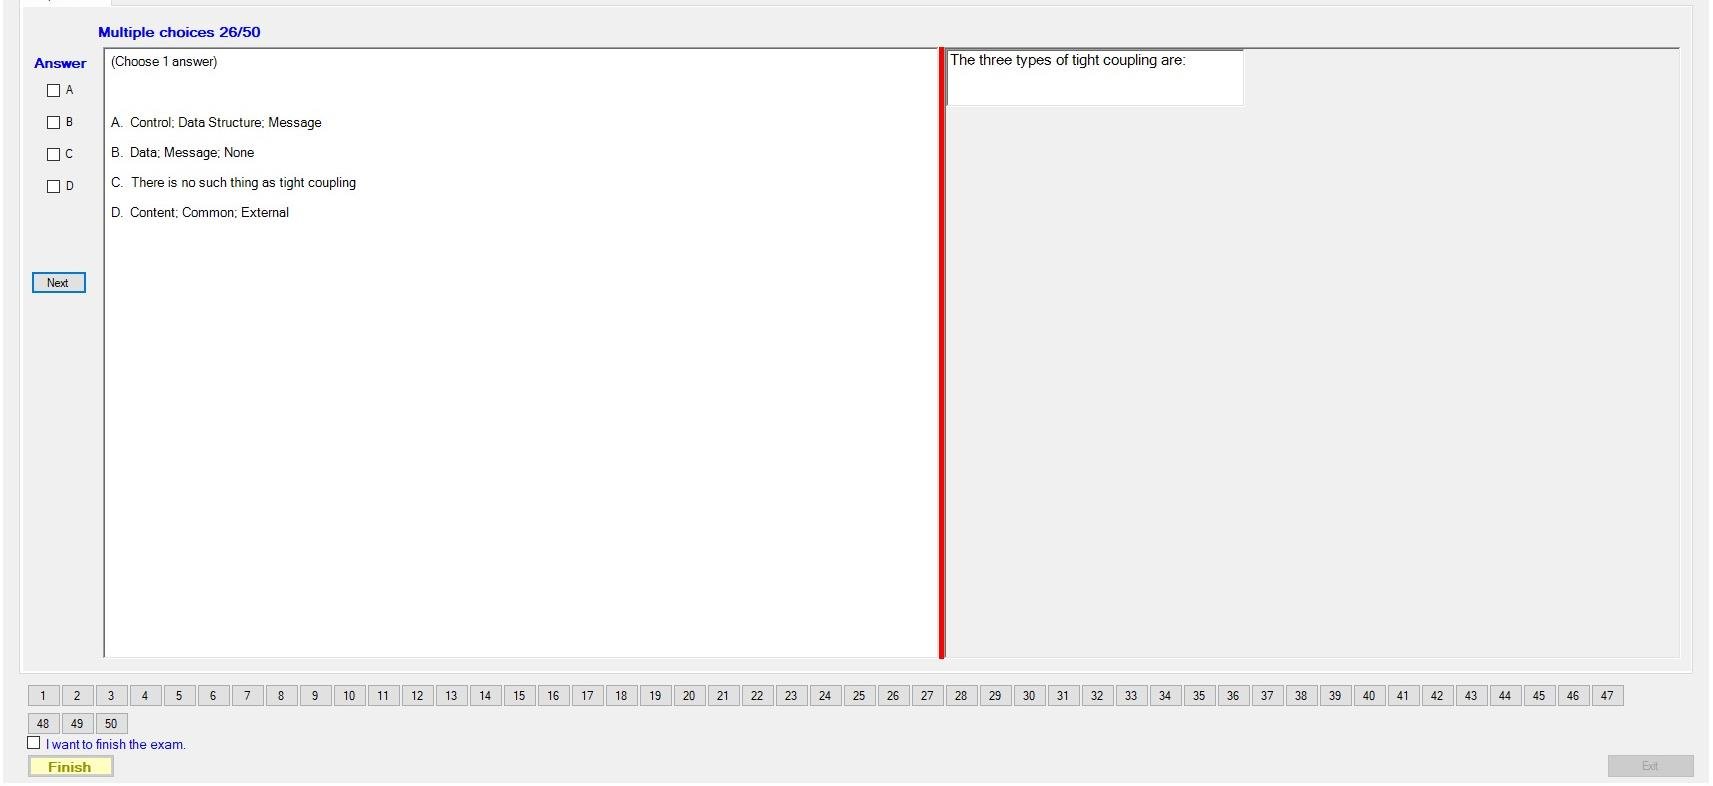 Multiple choices 26/50
Answer
A
B
C
D
Next
(Choose 1 answer)
A. Control; Data Structure; Message
B. Data; Message; None
C. There is no such thing as tight coupling
D. Content; Common; External
The three types of tight coupling are:
1 2 3 4 5 6 7 8 9 10 11 12 13 14 15 16 17 18 19 20 21 22 23 24 25 26 27 28 29 30 31 32 33 34 35 36 37 38 39 40 41 42 43 44 45 46 47
48 49 50
I want to finish the exam.
Finish
Exit